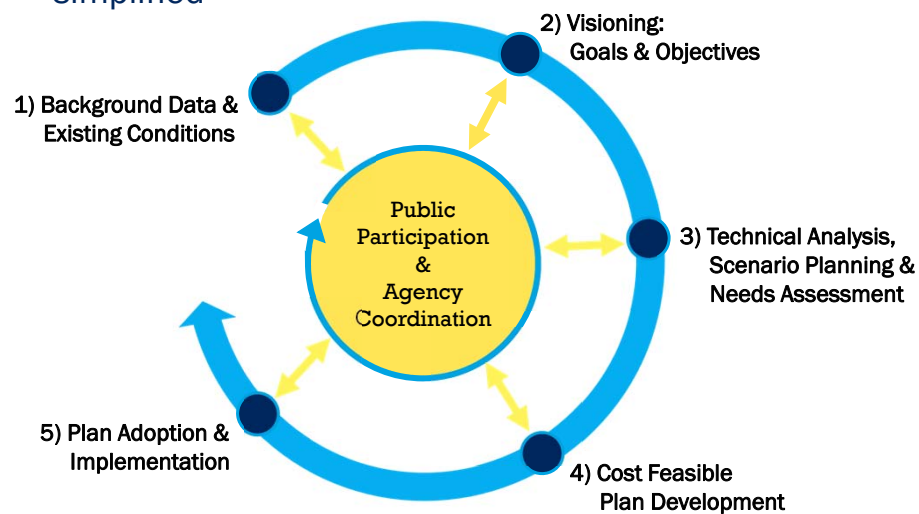 Simplified
1) Background Data &
Existing Conditions
2) Visioning:
Goals & Objectives
3) Technical Analysis,
Scenario Planning &
Needs Assessment
4) Cost Feasible
Plan Development
5) Plan Adoption &
Implementation
Public
Participation
&
Agency
Coordination